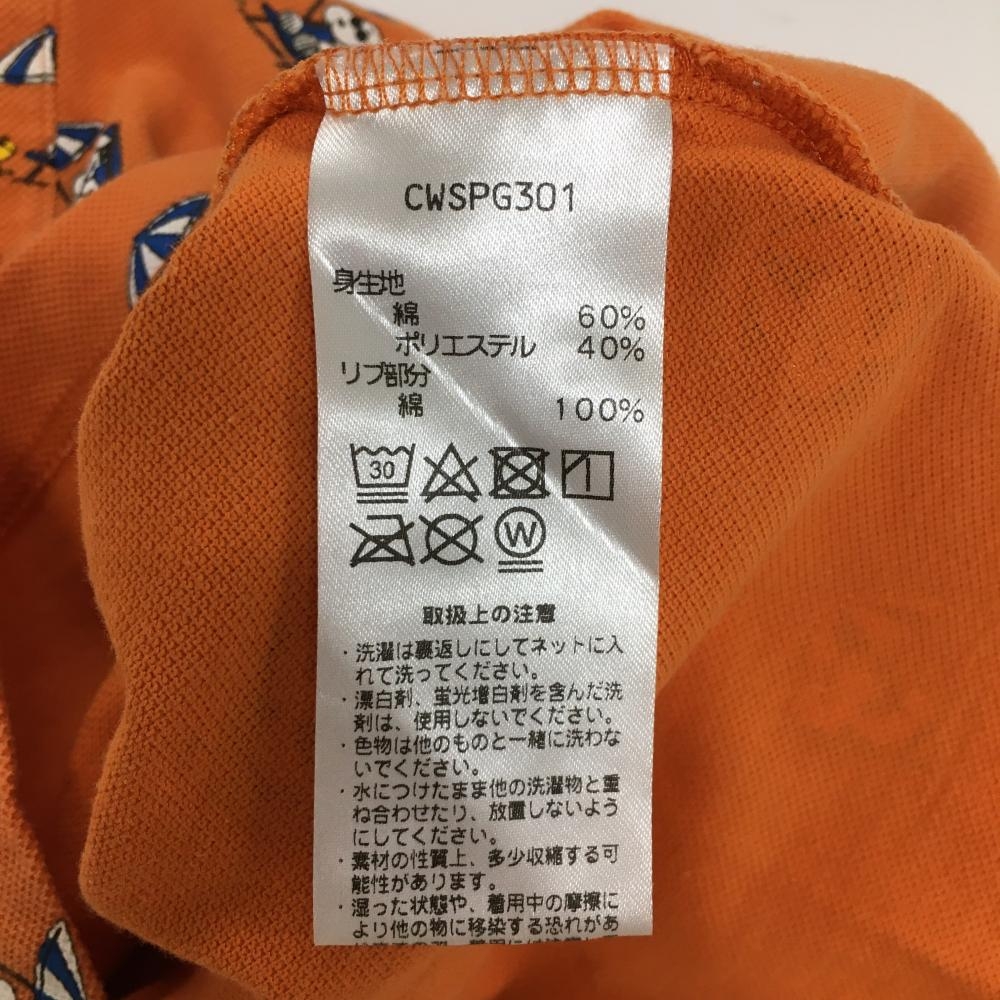 CWSPG301
身生地
綿 60%
ポリエステル 40%
リブ部分
綿 100%
30
W
取扱上の注意
・洗濯は裏返しにしてネットに入
れて洗ってください。
・漂白剤、蛍光増白剤を含んだ洗
剤は、使用しないでください。
・色物は他のものと一緒に洗わな
いでください。
・水につけたまま他の洗濯物と重
ね合わせたり、放置しないよう
にしてください。
・素材の性質上、多少収縮する可
能性があります。
・湿った状態や、着用中の摩擦に
より他の物に移染する恐れがあ